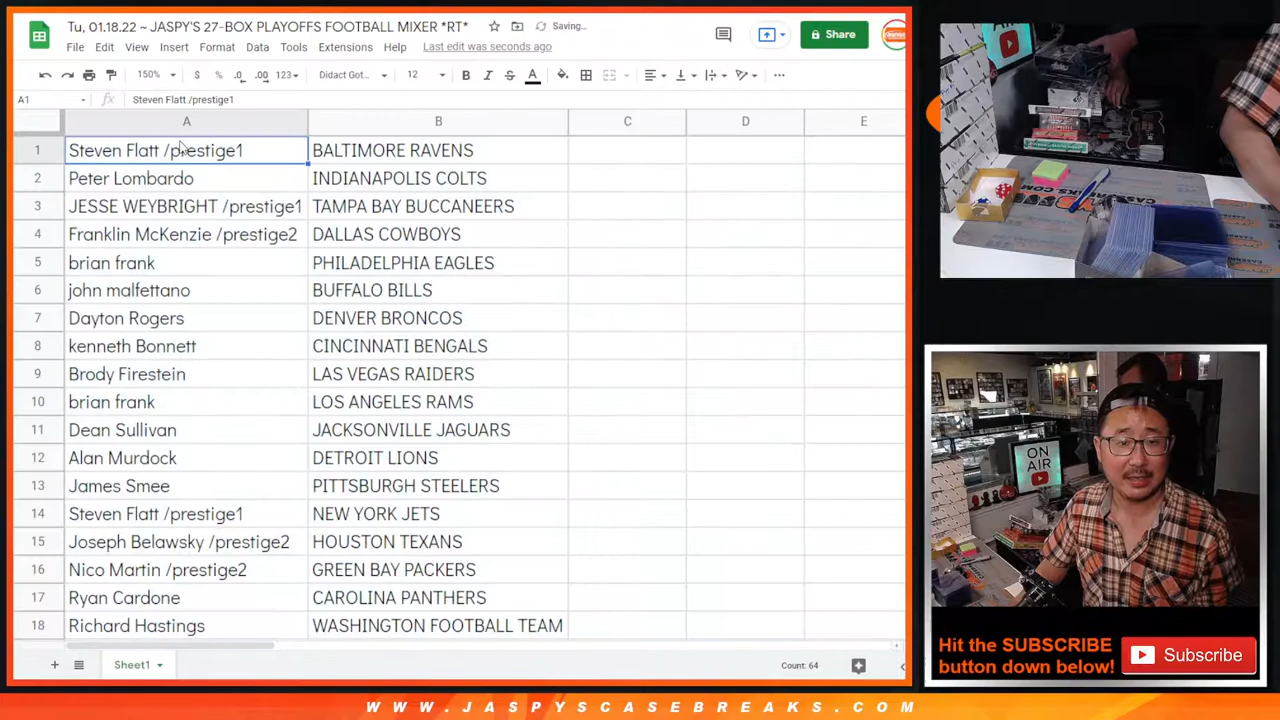 Tu, 01.18.22 ~ JASPY'S 27-BOX PLAYOFFS FOOTBALL MIXER *RT* Saving...
File Edit View Insert Format Data Tools Extensions Help Last edit was seconds ago
Share
150% $ % .0 .00 123 Didact Got... 12 B I S A
A1 fx Steven Flatt /prestige1
A B C D E
1 Steven Flatt /prestige1 BALTIMORE RAVENS
2 Peter Lombardo INDIANAPOLIS COLTS
3 JESSE WEYBRIGHT /prestige1 TAMPA BAY BUCCANEERS
4 Franklin McKenzie /prestige2 DALLAS COWBOYS
5 brian frank PHILADELPHIA EAGLES
6 john malfettano BUFFALO BILLS
7 Dayton Rogers DENVER BRONCOS
8 kenneth Bonnett CINCINNATI BENGALS
9 Brody Firestein LAS VEGAS RAIDERS
10 brian frank LOS ANGELES RAMS
11 Dean Sullivan JACKSONVILLE JAGUARS
12 Alan Murdock DETROIT LIONS
13 James Smee PITTSBURGH STEELERS
14 Steven Flatt /prestige1 NEW YORK JETS
15 Joseph Belawsky /prestige2 HOUSTON TEXANS
16 Nico Martin /prestige2 GREEN BAY PACKERS
17 Ryan Cardone CAROLINA PANTHERS
18 Richard Hastings WASHINGTON FOOTBALL TEAM
Sheet1
Count: 64
ON
AIR
Hit the SUBSCRIBE
button down below!
Subscribe
WWW.JASPYSCASEBREAKS.COM